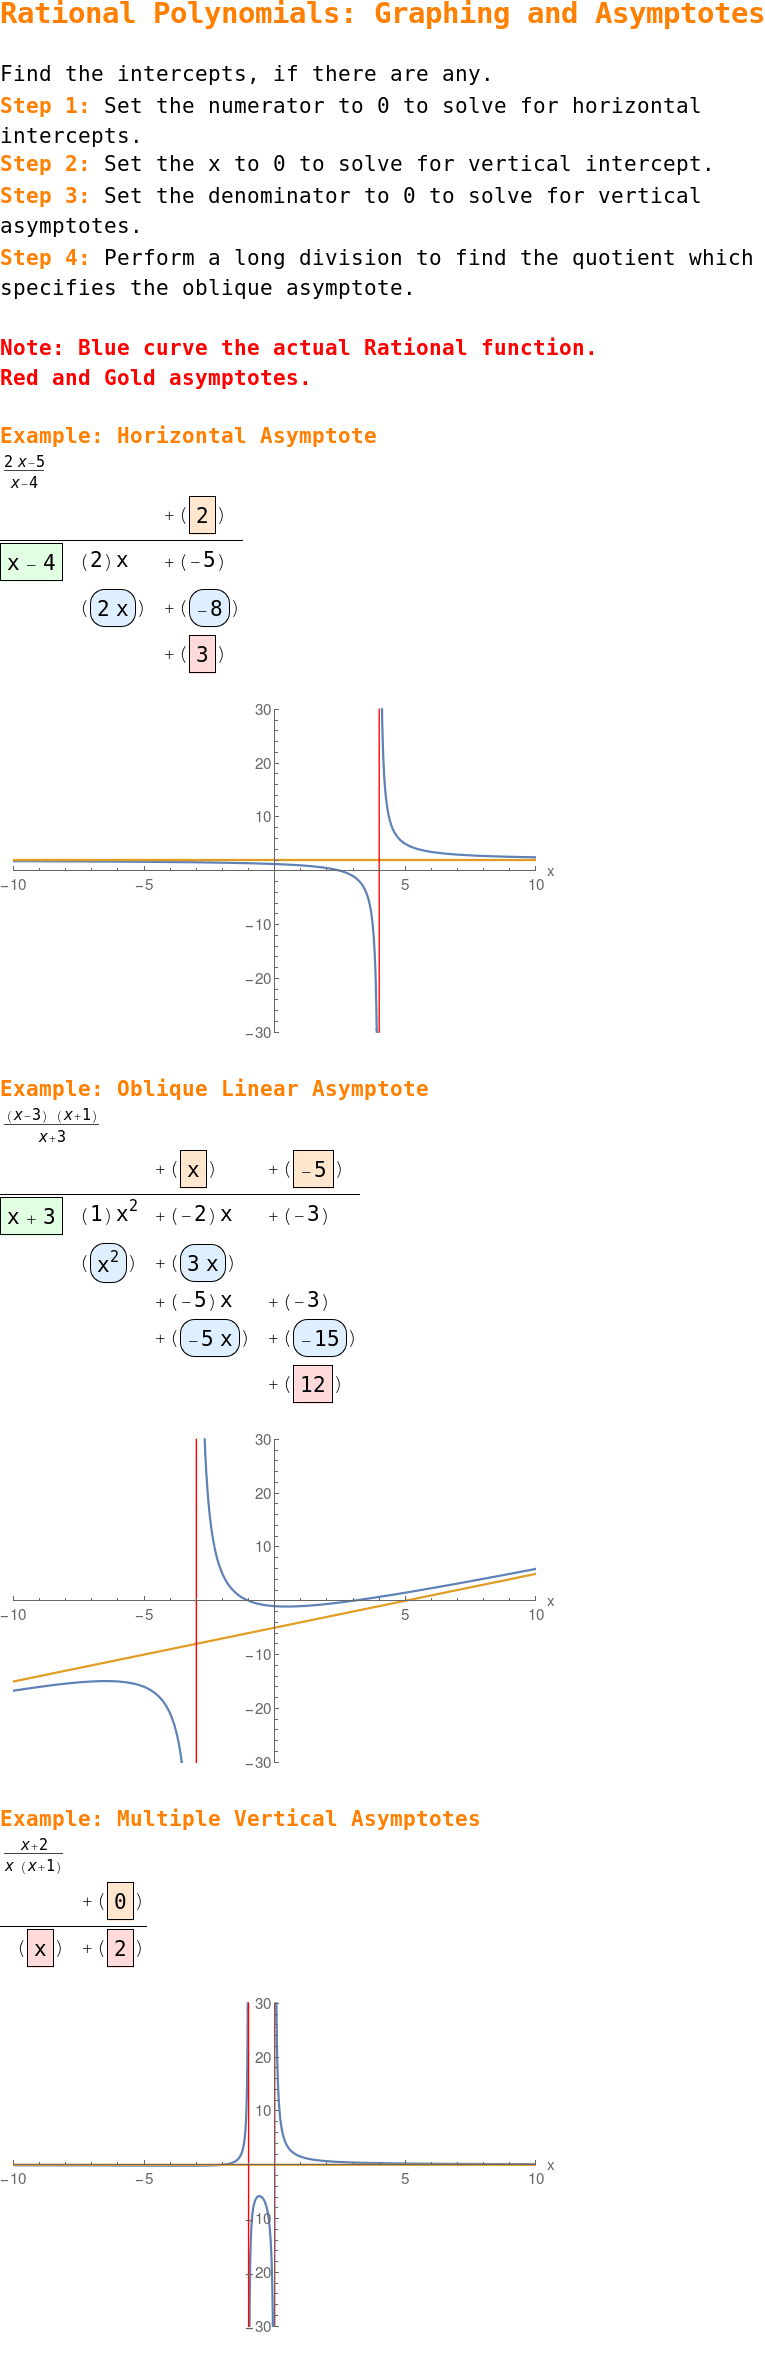 Rational Polynomials: Graphing and Asymptotes
Find the intercepts, if there are any.
Step 1: Set the numerator to 0 to solve for horizontal
intercepts.
Step 2: Set the x to 0 to solve for vertical intercept.
Step 3: Set the denominator to 0 to solve for vertical
asymptotes.
Step 4: Perform a long division to find the quotient which
specifies the oblique asymptote.
Note: Blue curve the actual Rational function.
Red and Gold asymptotes.
Example: Horizontal Asymptote
2 x−5
x−4
+ ( 2 )
x − 4 (2) x + (−5)
(2 x) + (−8)
+ ( 3 )
30
20
10
−10 −5 5 10 x
−10
−20
−30
Example: Oblique Linear Asymptote
(x−3) (x+1)
x+3
+ ( x ) + ( −5 )
x + 3 (1) x² + (−2) x + (−3)
(x²) + (3 x)
+ (−5) x + (−3)
+ (−5 x) + (−15)
+ ( 12 )
30
20
10
−10 −5 5 10 x
−10
−20
−30
Example: Multiple Vertical Asymptotes
x+2
x (x+1)
+ ( 0 )
( x ) + ( 2 )
30
20
10
−10 −5 5 10 x
−10
−20
−30